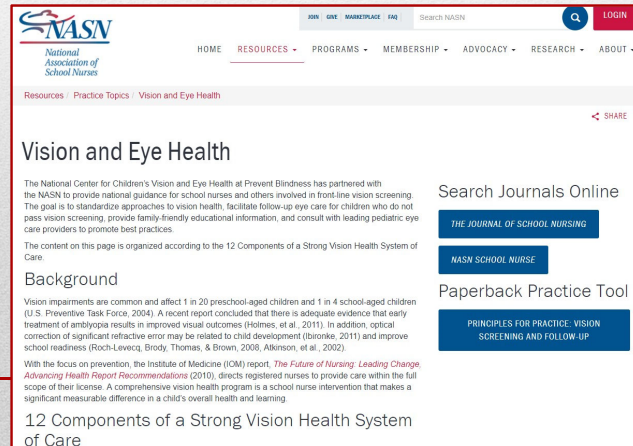 NASN
National
Association of
School Nurses
JOIN GIVE MARKETPLACE FAQ Search NASN LOGIN
HOME RESOURCES PROGRAMS MEMBERSHIP ADVOCACY RESEARCH ABOUT
Resources / Practice Topics / Vision and Eye Health
SHARE
Vision and Eye Health
The National Center for Children's Vision and Eye Health at Prevent Blindness has partnered with
the NASN to provide national guidance for school nurses and others involved in front-line vision screening.
The goal is to standardize approaches to vision health, facilitate follow-up eye care for children who do not
pass vision screening, provide family-friendly educational information, and consult with leading pediatric eye
care providers to promote best practices.
The content on this page is organized according to the 12 Components of a Strong Vision Health System of
Care.
Background
Vision impairments are common and affect 1 in 20 preschool-aged children and 1 in 4 school-aged children
(U.S. Preventive Task Force, 2004). A recent report concluded that there is adequate evidence that early
treatment of amblyopia results in improved visual outcomes (Holmes, et al., 2011). In addition, optical
correction of significant refractive error may be related to child development (Ibironke, 2011) and improve
school readiness (Roch-Levecq, Brody, Thomas, & Brown, 2008, Atkinson, et al., 2002).
With the focus on prevention, the Institute of Medicine (IOM) report, The Future of Nursing: Leading Change,
Advancing Health Report Recommendations (2010), directs registered nurses to provide care within the full
scope of their license. A comprehensive vision health program is a school nurse intervention that makes a
significant measurable difference in a child's overall health and learning.
12 Components of a Strong Vision Health System
of Care
Search Journals Online
THE JOURNAL OF SCHOOL NURSING
NASN SCHOOL NURSE
Paperback Practice Tool
PRINCIPLES FOR PRACTICE: VISION
SCREENING AND FOLLOW-UP